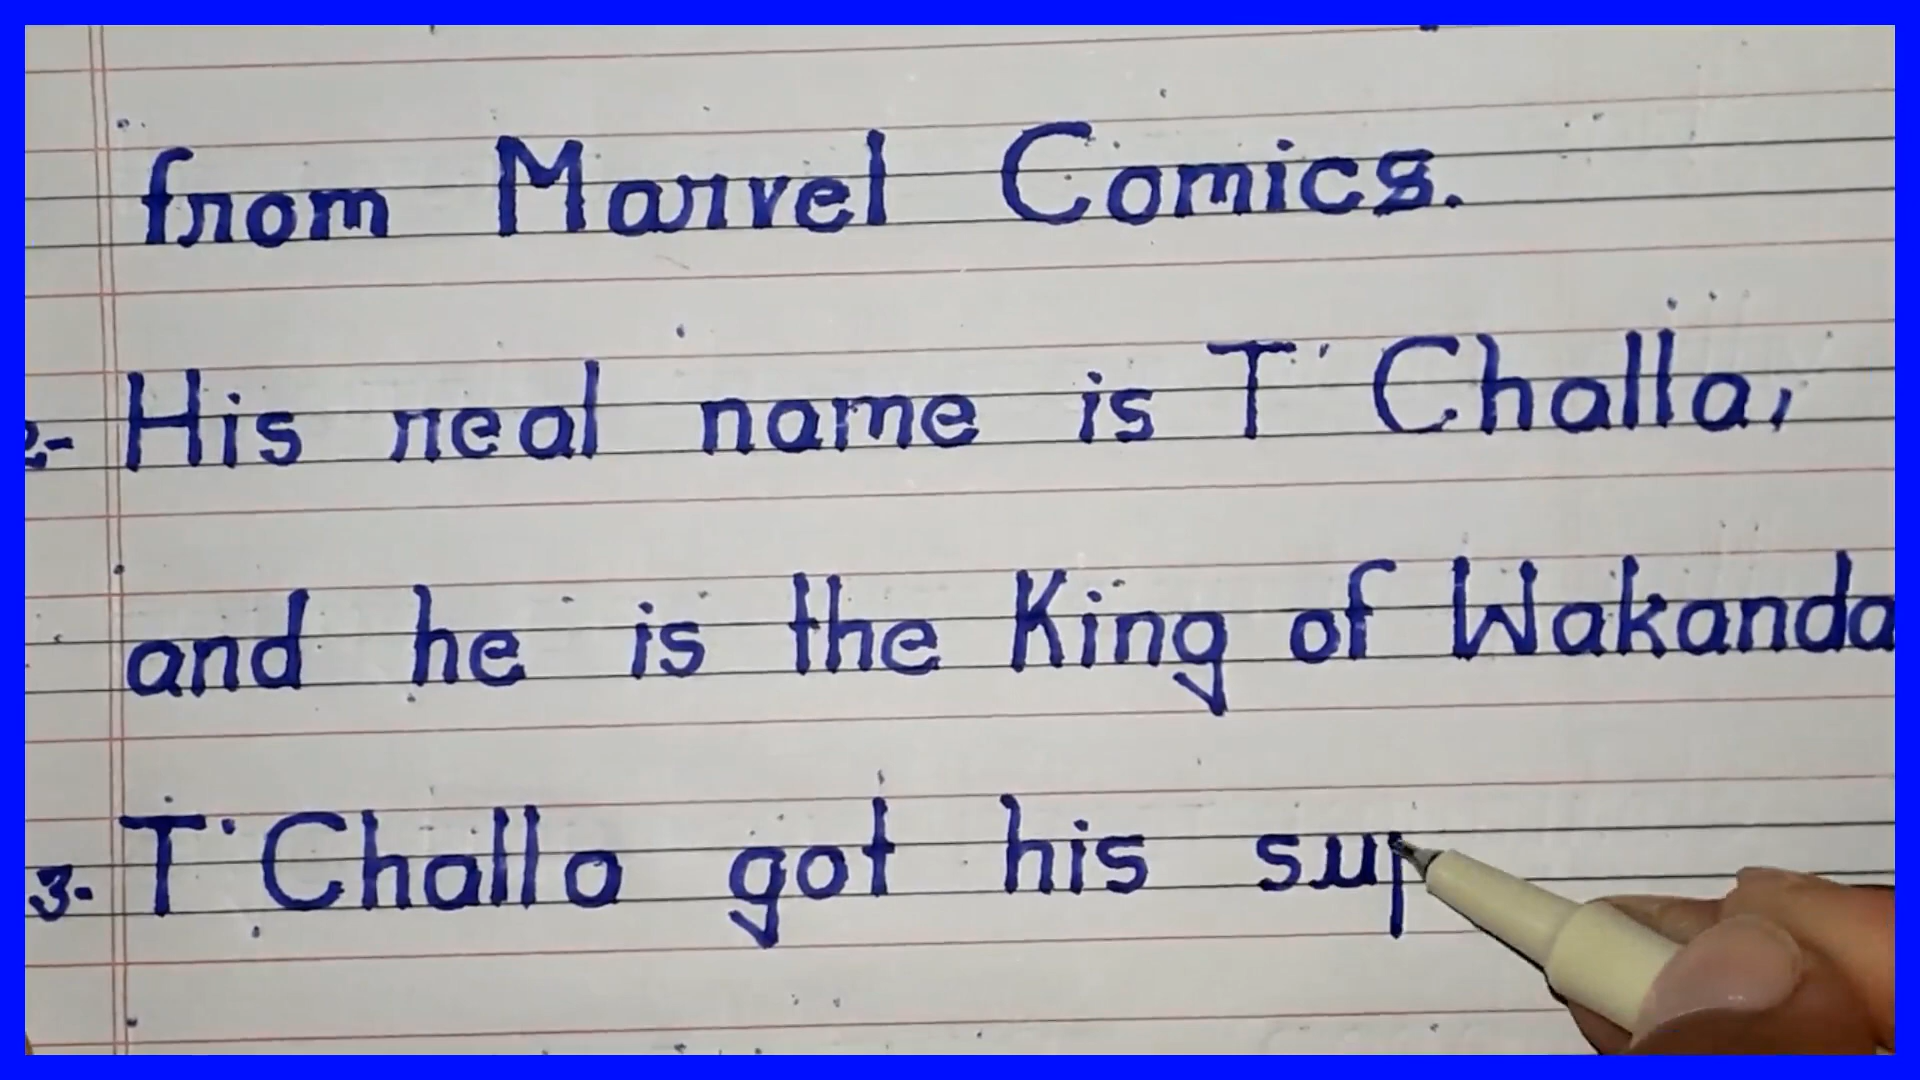 from Marvel Comics.
2- His real name is T'Challa,
and he is the King of Wakanda
3- T'Challa got his sup